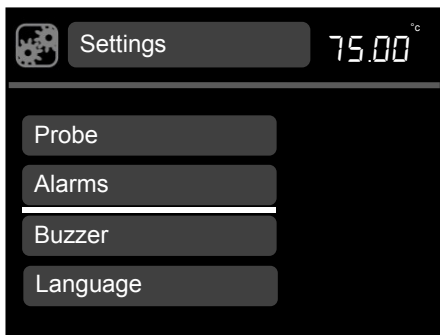 Settings
75.00 °c
Probe
Alarms
Buzzer
Language